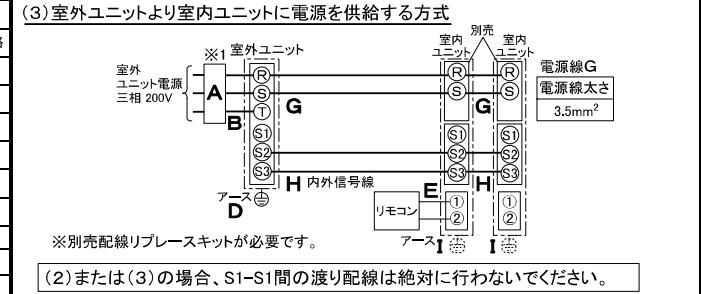 (3)室外ユニットより室内ユニットに電源を供給する方式
別売
※1
室外ユニット
室内
ユニット
室内
ユニット
室外
ユニット電源
三相 200V
A
B
R
S
T
S1
S2
S3
G
R
S
S1
S2
S3
G
R
S
S1
S2
S3
電源線G
電源線太さ
3.5mm²
H 内外信号線
E
H
アース
D
リモコン
①
②
①
②
アース I
I
※別売配線リプレースキットが必要です。
(2)または(3)の場合、S1-S1間の渡り配線は絶対に行わないでください。